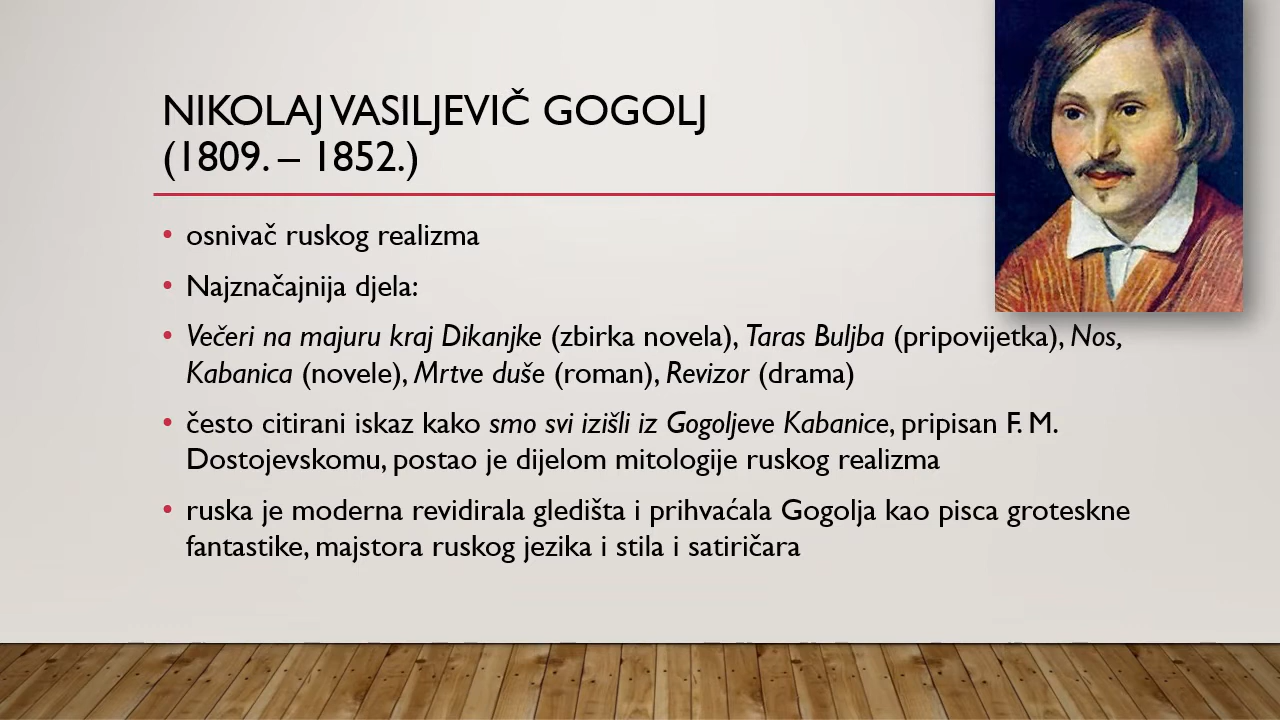 NIKOLAJ VASILJEVIČ GOGOLJ
(1809. – 1852.)
• osnivač ruskog realizma
• Najznačajnija djela:
• Večeri na majuru kraj Dikanjke (zbirka novela), Taras Buljba (pripovijetka), Nos,
Kabanica (novele), Mrtve duše (roman), Revizor (drama)
• često citirani iskaz kako smo svi izišli iz Gogoljeve Kabanice, pripisan F. M.
Dostojevskomu, postao je dijelom mitologije ruskog realizma
• ruska je moderna revidirala gledišta i prihvaćala Gogolja kao pisca groteskne
fantastike, majstora ruskog jezika i stila i satiričara